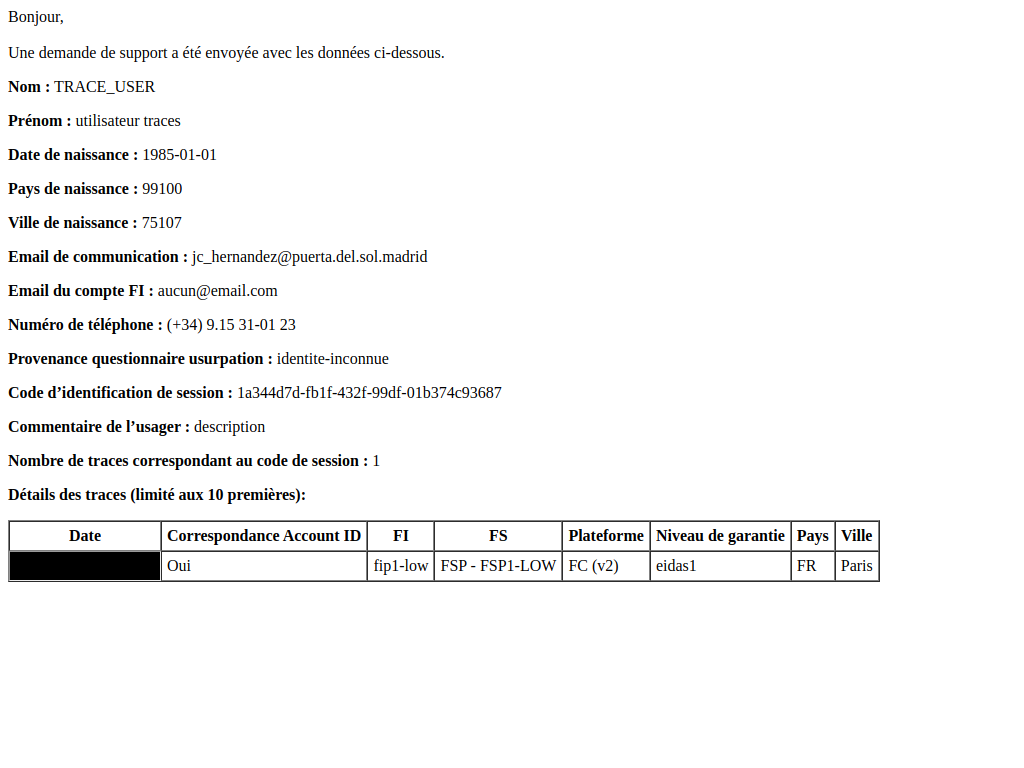 Bonjour,
Une demande de support a été envoyée avec les données ci-dessous.
Nom : TRACE_USER
Prénom : utilisateur traces
Date de naissance : 1985-01-01
Pays de naissance : 99100
Ville de naissance : 75107
Email de communication : jc_hernandez@puerta.del.sol.madrid
Email du compte FI : aucun@email.com
Numéro de téléphone : (+34) 9.15 31-01 23
Provenance questionnaire usurpation : identite-inconnue
Code d’identification de session : 1a344d7d-fb1f-432f-99df-01b374c93687
Commentaire de l’usager : description
Nombre de traces correspondant au code de session : 1
Détails des traces (limité aux 10 premières):
Date Correspondance Account ID FI FS Plateforme Niveau de garantie Pays Ville
Oui fip1-low FSP - FSP1-LOW FC (v2) eidas1 FR Paris